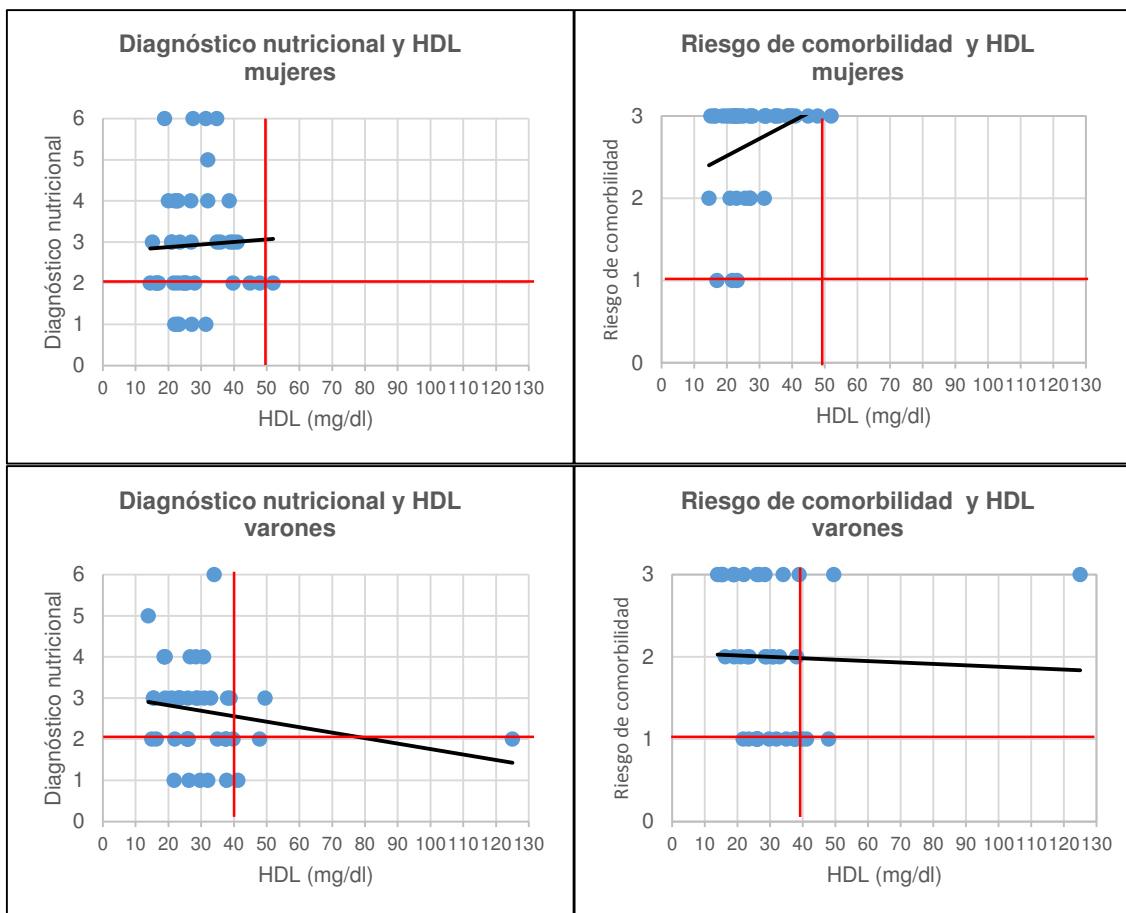 Diagnóstico nutricional y HDL
mujeres
Diagnóstico nutricional
6
5
4
3
2
1
0
0 10 20 30 40 50 60 70 80 90 100 110 120 130
HDL (mg/dl)
Riesgo de comorbilidad y HDL
mujeres
Riesgo de comorbilidad
3
2
1
0
0 10 20 30 40 50 60 70 80 90 100 110 120 130
HDL (mg/dl)
Diagnóstico nutricional y HDL
varones
Diagnóstico nutricional
6
5
4
3
2
1
0
0 10 20 30 40 50 60 70 80 90 100 110 120 130
HDL (mg/dl)
Riesgo de comorbilidad y HDL
varones
Riesgo de comorbilidad
3
2
1
0
0 10 20 30 40 50 60 70 80 90 100 110 120 130
HDL (mg/dl)